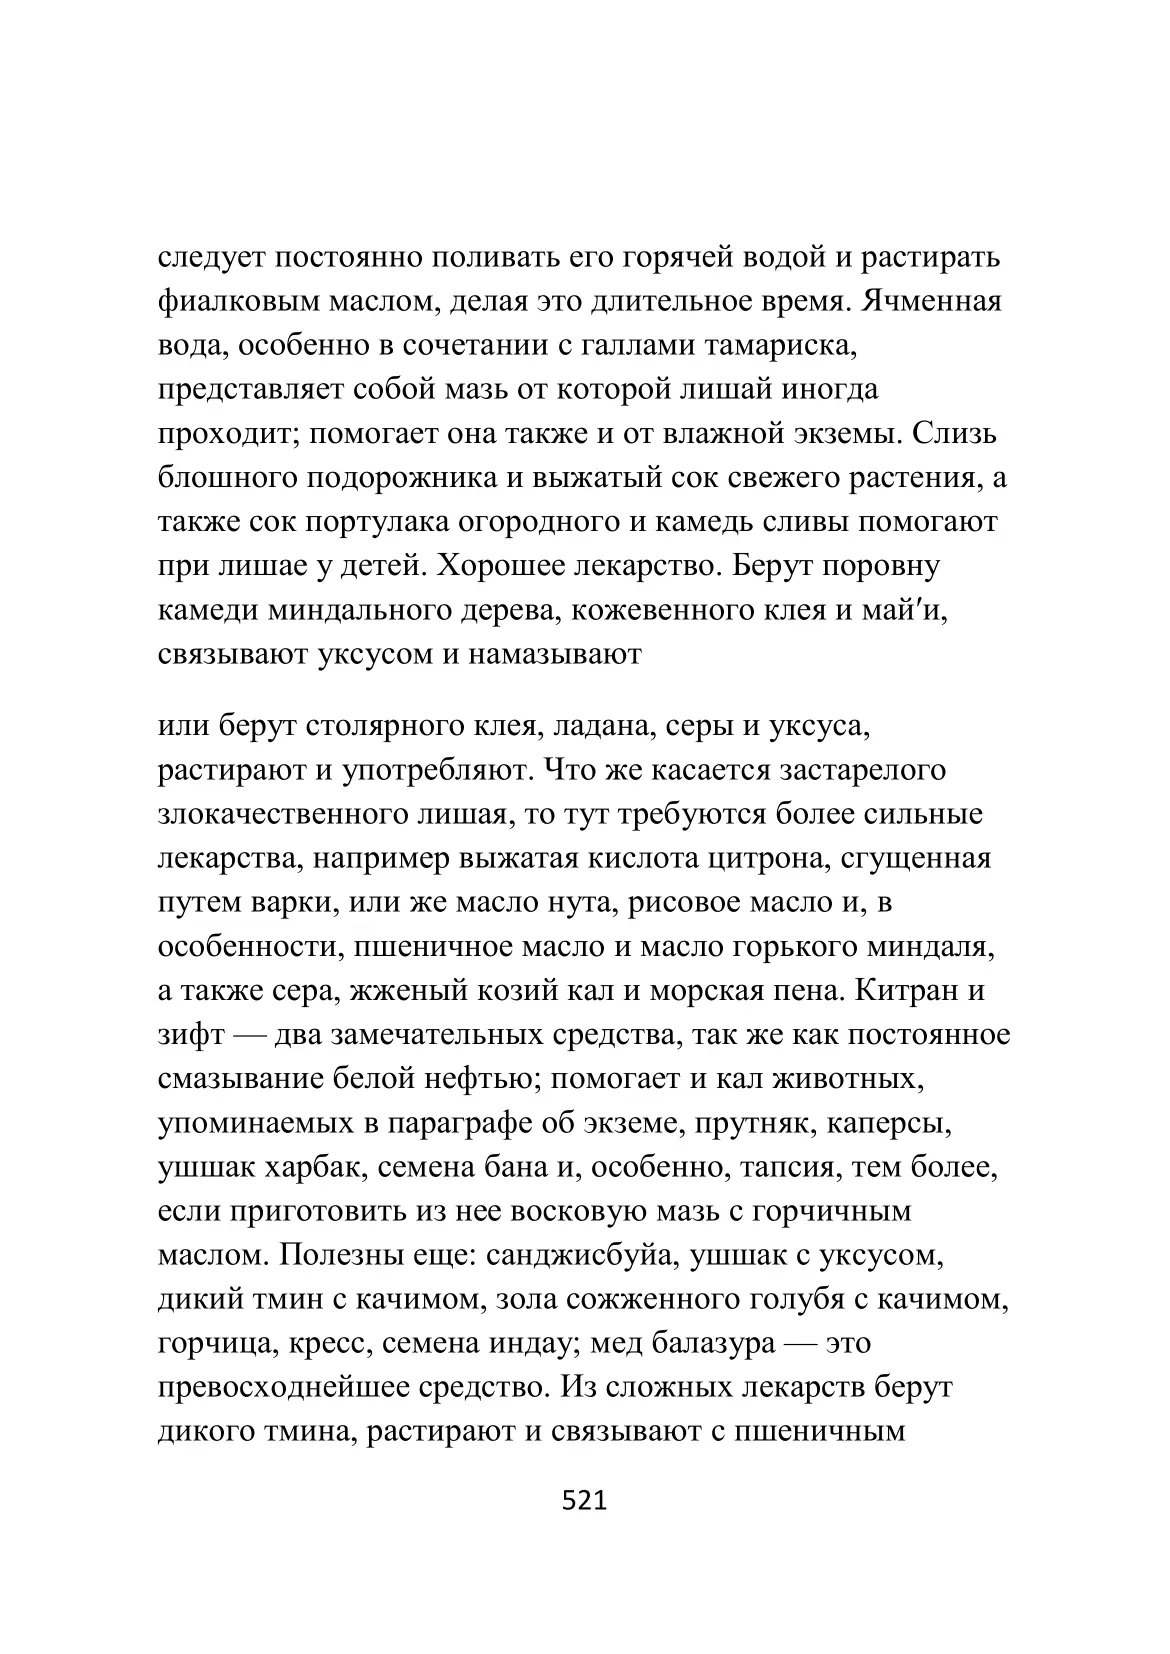 следует постоянно поливать его горячей водой и растирать
фиалковым маслом, делая это длительное время. Ячменная
вода, особенно в сочетании с галлами тамариска,
представляет собой мазь от которой лишай иногда
проходит; помогает она также и от влажной экземы. Слизь
блошного подорожника и выжатый сок свежего растения, а
также сок портулака огородного и камедь сливы помогают
при лишае у детей. Хорошее лекарство. Берут поровну
камеди миндального дерева, кожевенного клея и май′и,
связывают уксусом и намазывают
или берут столярного клея, ладана, серы и уксуса,
растирают и употребляют. Что же касается застарелого
злокачественного лишая, то тут требуются более сильные
лекарства, например выжатая кислота цитрона, сгущенная
путем варки, или же масло нута, рисовое масло и, в
особенности, пшеничное масло и масло горького миндаля,
а также сера, жженый козий кал и морская пена. Китран и
зифт — два замечательных средства, так же как постоянное
смазывание белой нефтью; помогает и кал животных,
упоминаемых в параграфе об экземе, прутняк, каперсы,
ушшак харбак, семена бана и, особенно, тапсия, тем более,
если приготовить из нее восковую мазь с горчичным
маслом. Полезны еще: санджисбуйа, ушшак с уксусом,
дикий тмин с качимом, зола сожженного голубя с качимом,
горчица, кресс, семена индау; мед балазура — это
превосходнейшее средство. Из сложных лекарств берут
дикого тмина, растирают и связывают с пшеничным
521